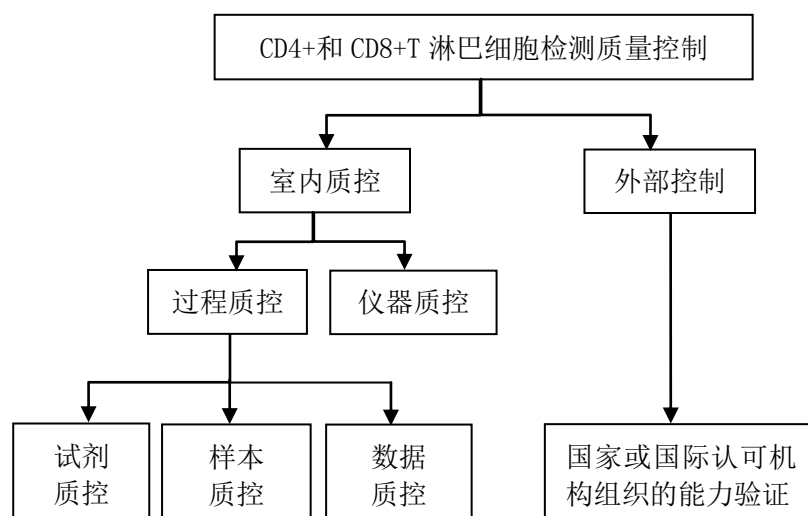 CD4+和 CD8+T 淋巴细胞检测质量控制
室内质控
外部控制
过程质控
仪器质控
试剂
质控
样本
质控
数据
质控
国家或国际认可机
构组织的能力验证